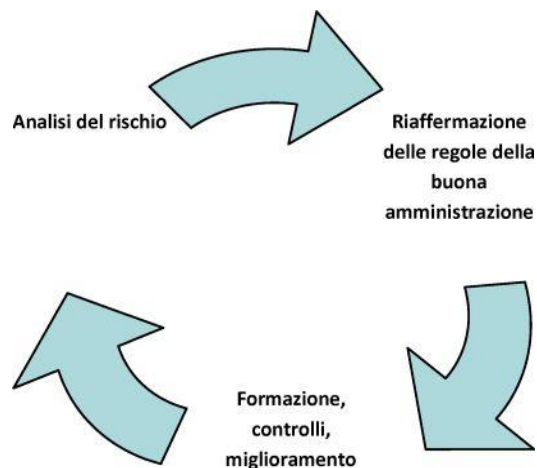 Analisi del rischio
Riaffermazione
delle regole della
buona
amministrazione
Formazione,
controlli,
miglioramento